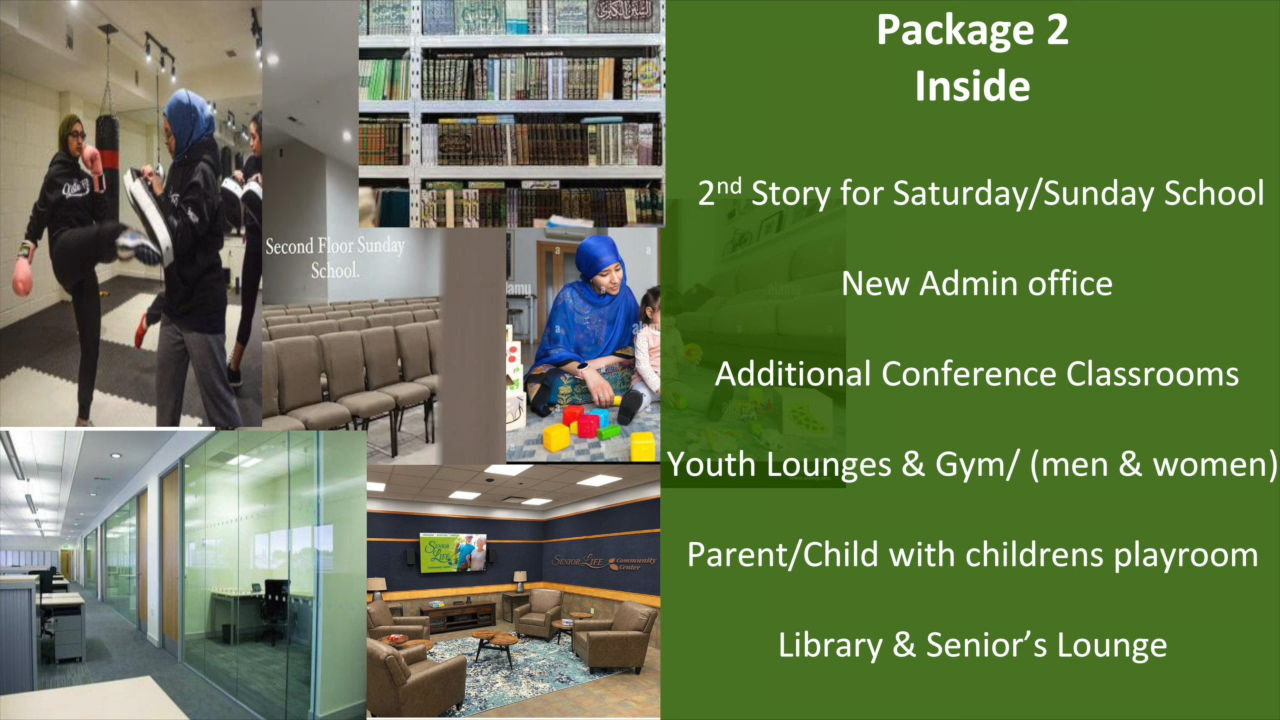 Package 2
Inside
2nd Story for Saturday/Sunday School
New Admin office
Additional Conference Classrooms
Youth Lounges & Gym/ (men & women)
Parent/Child with childrens playroom
Library & Senior’s Lounge
Second Floor Sunday
School.
Senior
Life
Senior Life Community
Center
alamy